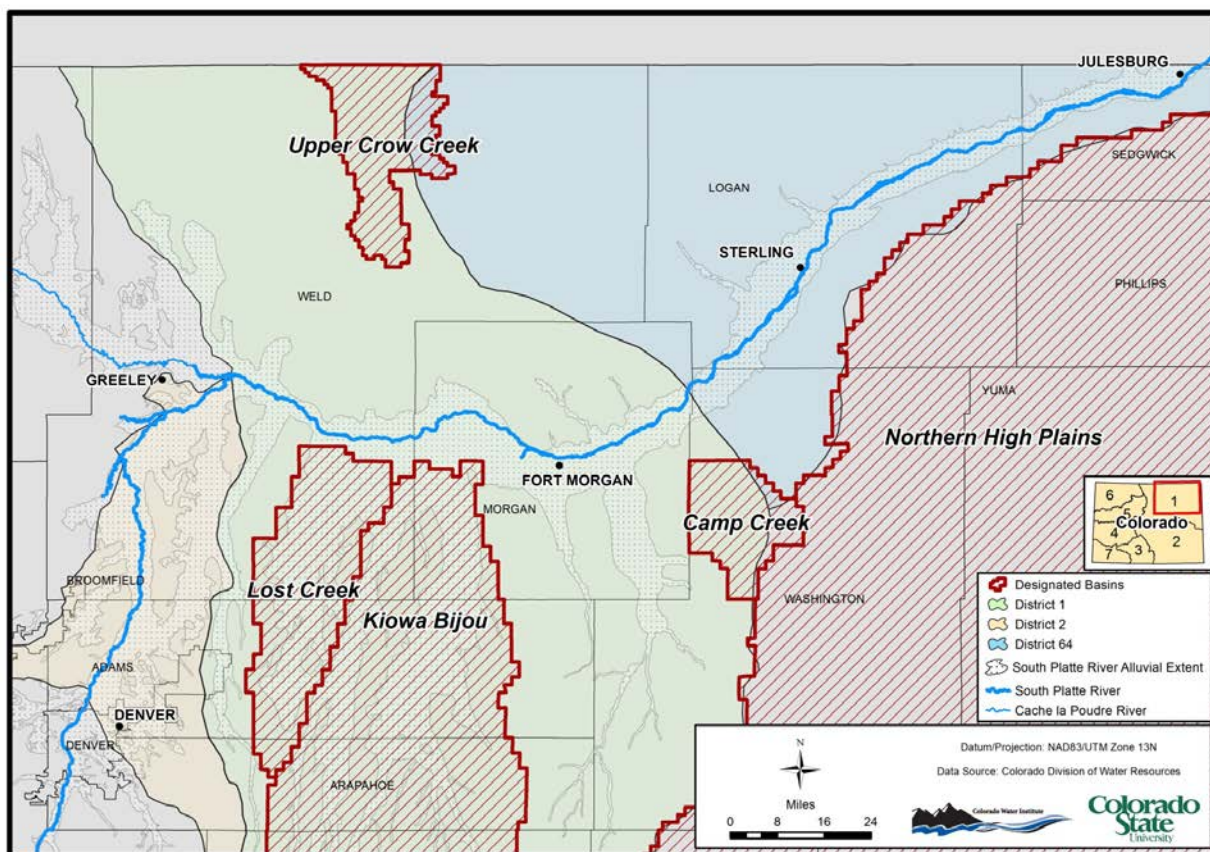 JULESBURG
Upper Crow Creek
SEDGWICK
LOGAN
STERLING
PHILLIPS
WELD
GREELEY
YUMA
Northern High Plains
FORT MORGAN
MORGAN
Camp Creek
BROOMFIELD
Lost Creek
WASHINGTON
Kiowa Bijou
ADAMS
DENVER
DENVER
ARAPAHOE
6
1
5
Colorado
4
2
7
3
Designated Basins
District 1
District 2
District 64
South Platte River Alluvial Extent
South Platte River
Cache la Poudre River
N
Datum/Projection: NAD83/UTM Zone 13N
Data Source: Colorado Division of Water Resources
Miles
0 8 16 24
Colorado Water Institute
Colorado
State
University